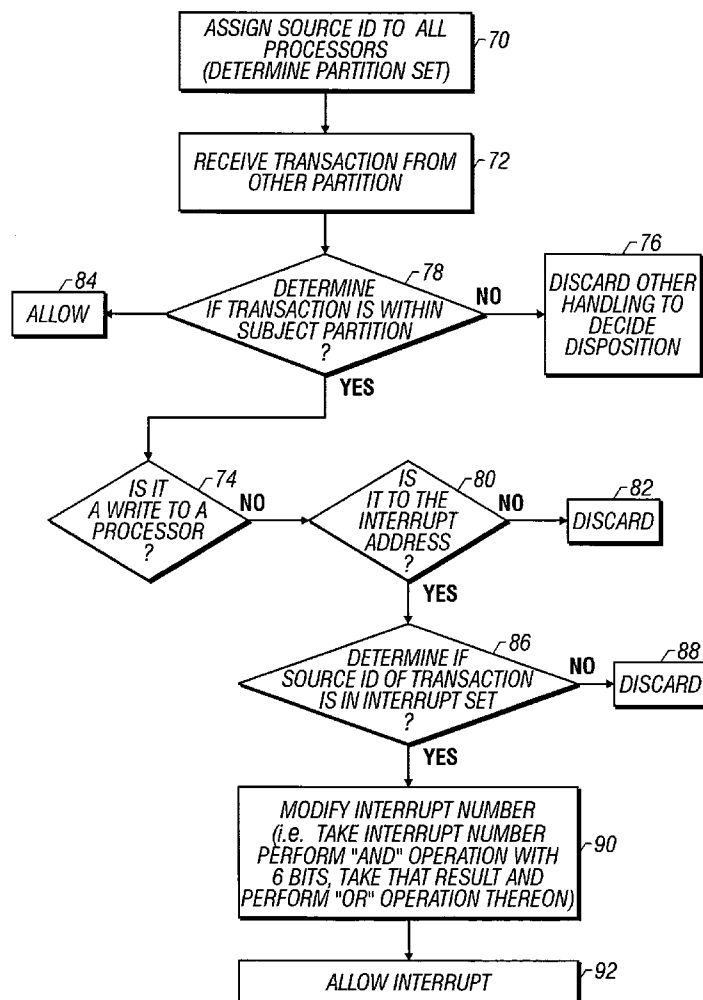 ASSIGN SOURCE ID TO ALL
PROCESSORS
(DETERMINE PARTITION SET)
70
RECEIVE TRANSACTION FROM
OTHER PARTITION
72
84
ALLOW
78
DETERMINE
IF TRANSACTION IS WITHIN
SUBJECT PARTITION
?
NO
YES
76
DISCARD OTHER
HANDLING TO
DECIDE
DISPOSITION
74
IS IT
A WRITE TO A
PROCESSOR
?
NO
80
IS
IT TO THE
INTERRUPT
ADDRESS
?
NO
YES
82
DISCARD
86
DETERMINE IF
SOURCE ID OF TRANSACTION
IS IN INTERRUPT SET
?
NO
YES
88
DISCARD
MODIFY INTERRUPT NUMBER
(i.e. TAKE INTERRUPT NUMBER
PERFORM "AND" OPERATION WITH
6 BITS, TAKE THAT RESULT AND
PERFORM "OR" OPERATION THEREON)
90
ALLOW INTERRUPT
92